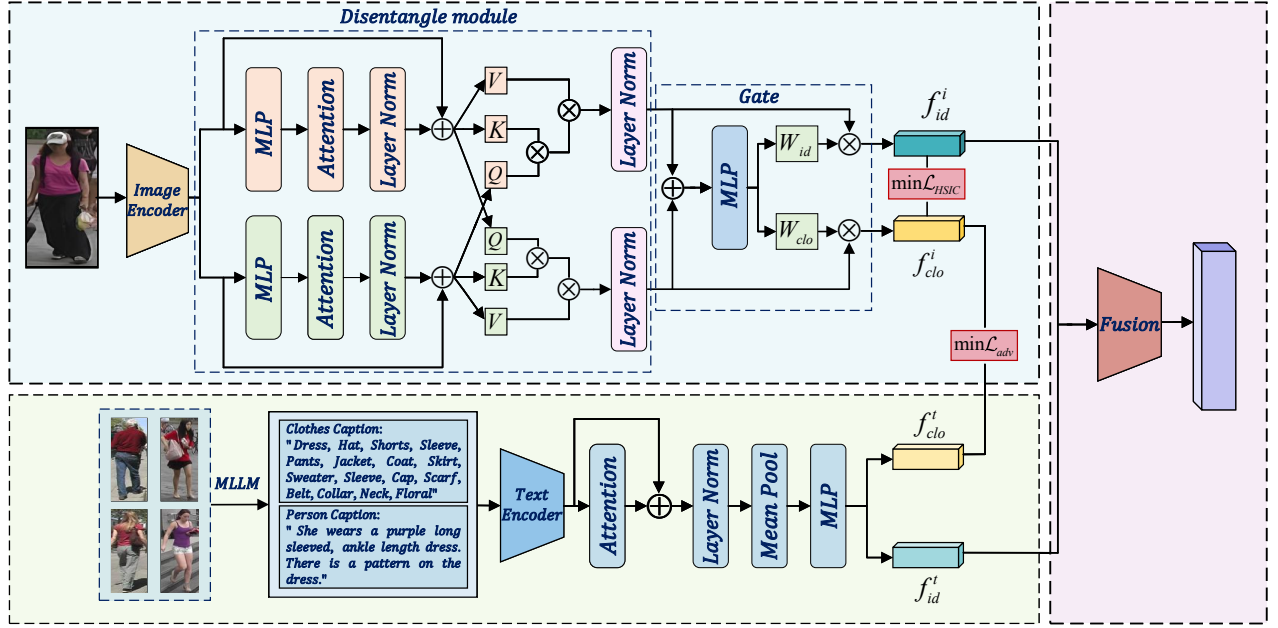 Disentangle module
Image
Encoder
MLP
Attention
Layer Norm
V
K
Q
Layer Norm
MLP
Attention
Layer Norm
Q
K
V
Layer Norm
Gate
MLP
W_id
W_clo
f_id^i
min ℒ_HSIC
f_clo^i
min ℒ_adv
Fusion
MLLM
Clothes Caption:
" Dress, Hat, Shorts, Sleeve,
Pants, Jacket, Coat, Skirt,
Sweater, Sleeve, Cap, Scarf,
Belt, Collar, Neck, Floral"
Person Caption:
" She wears a purple long
sleeved, ankle length dress.
There is a pattern on the
dress."
Text
Encoder
Attention
Layer Norm
Mean Pool
MLP
f_clo^t
f_id^t